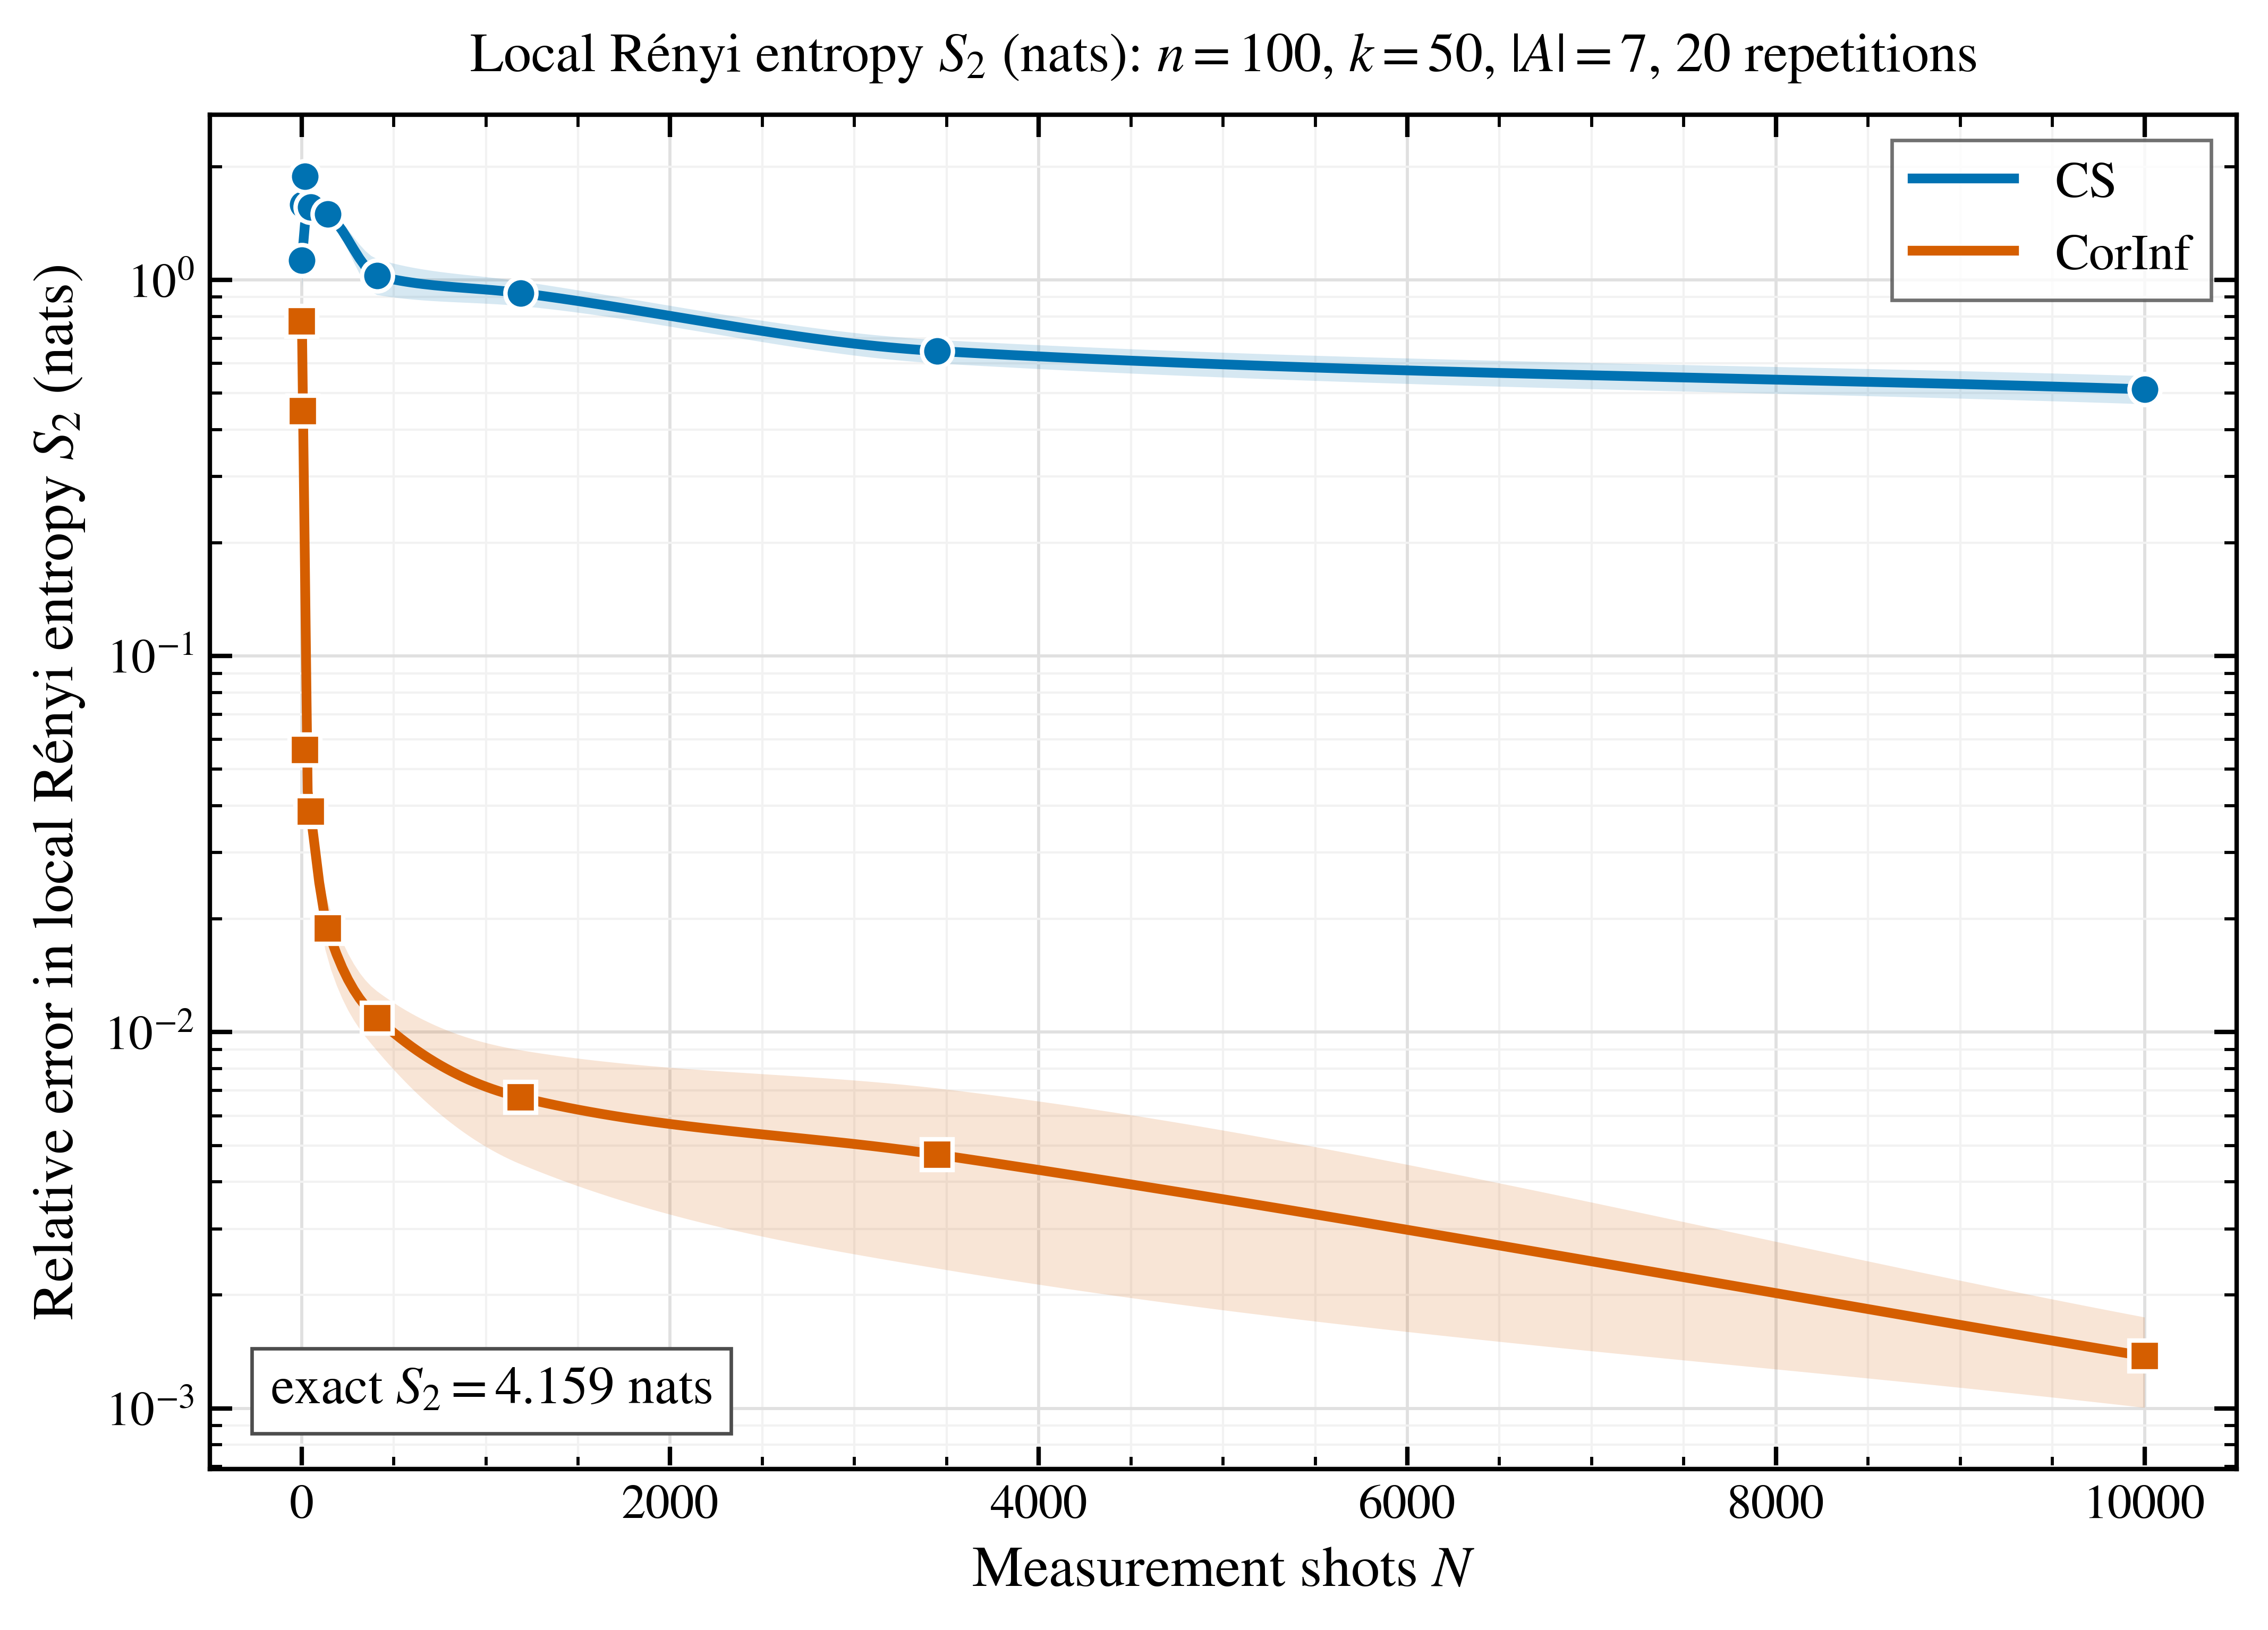 Local Rényi entropy S₂ (nats): n = 100, k = 50, |A| = 7, 20 repetitions
CS
CorInf
Relative error in local Rényi entropy S₂ (nats)
10⁰
10⁻¹
10⁻²
10⁻³
exact S₂ = 4.159 nats
0 2000 4000 6000 8000 10000
Measurement shots N